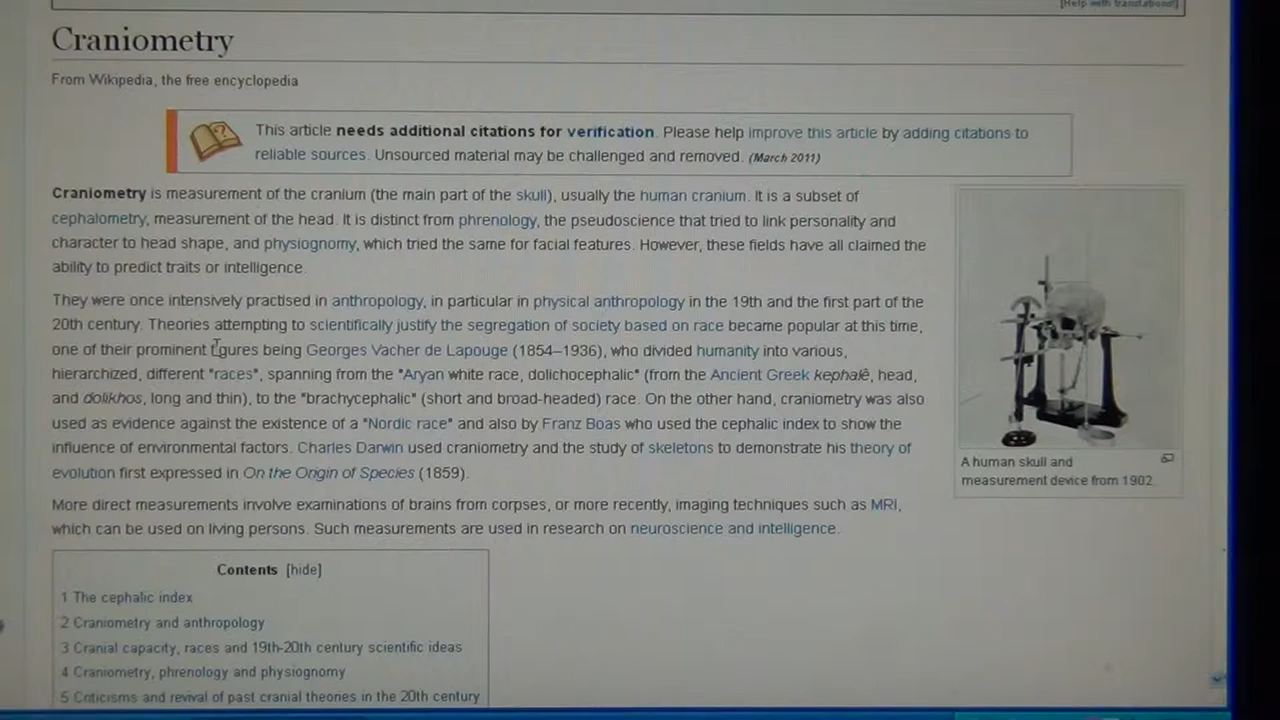 [Help with translations!]
Craniometry
From Wikipedia, the free encyclopedia
This article needs additional citations for verification. Please help improve this article by adding citations to
reliable sources. Unsourced material may be challenged and removed. (March 2011)
Craniometry is measurement of the cranium (the main part of the skull), usually the human cranium. It is a subset of
cephalometry, measurement of the head. It is distinct from phrenology, the pseudoscience that tried to link personality and
character to head shape, and physiognomy, which tried the same for facial features. However, these fields have all claimed the
ability to predict traits or intelligence.
They were once intensively practised in anthropology, in particular in physical anthropology in the 19th and the first part of the
20th century. Theories attempting to scientifically justify the segregation of society based on race became popular at this time,
one of their prominent figures being Georges Vacher de Lapouge (1854–1936), who divided humanity into various,
hierarchized, different "races", spanning from the "Aryan white race, dolichocephalic" (from the Ancient Greek kephalê, head,
and dolikhos, long and thin), to the "brachycephalic" (short and broad-headed) race. On the other hand, craniometry was also
used as evidence against the existence of a "Nordic race" and also by Franz Boas who used the cephalic index to show the
influence of environmental factors. Charles Darwin used craniometry and the study of skeletons to demonstrate his theory of
evolution first expressed in On the Origin of Species (1859).
More direct measurements involve examinations of brains from corpses, or more recently, imaging techniques such as MRI,
which can be used on living persons. Such measurements are used in research on neuroscience and intelligence.
A human skull and
measurement device from 1902.
Contents [hide]
1 The cephalic index
2 Craniometry and anthropology
3 Cranial capacity, races and 19th-20th century scientific ideas
4 Craniometry, phrenology and physiognomy
5 Criticisms and revival of past cranial theories in the 20th century